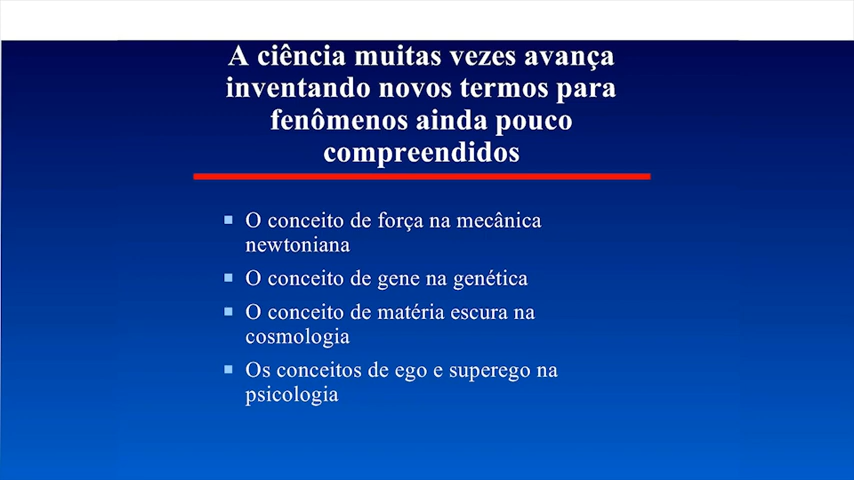 A ciência muitas vezes avança
inventando novos termos para
fenômenos ainda pouco
compreendidos
O conceito de força na mecânica
newtoniana
O conceito de gene na genética
O conceito de matéria escura na
cosmologia
Os conceitos de ego e superego na
psicologia